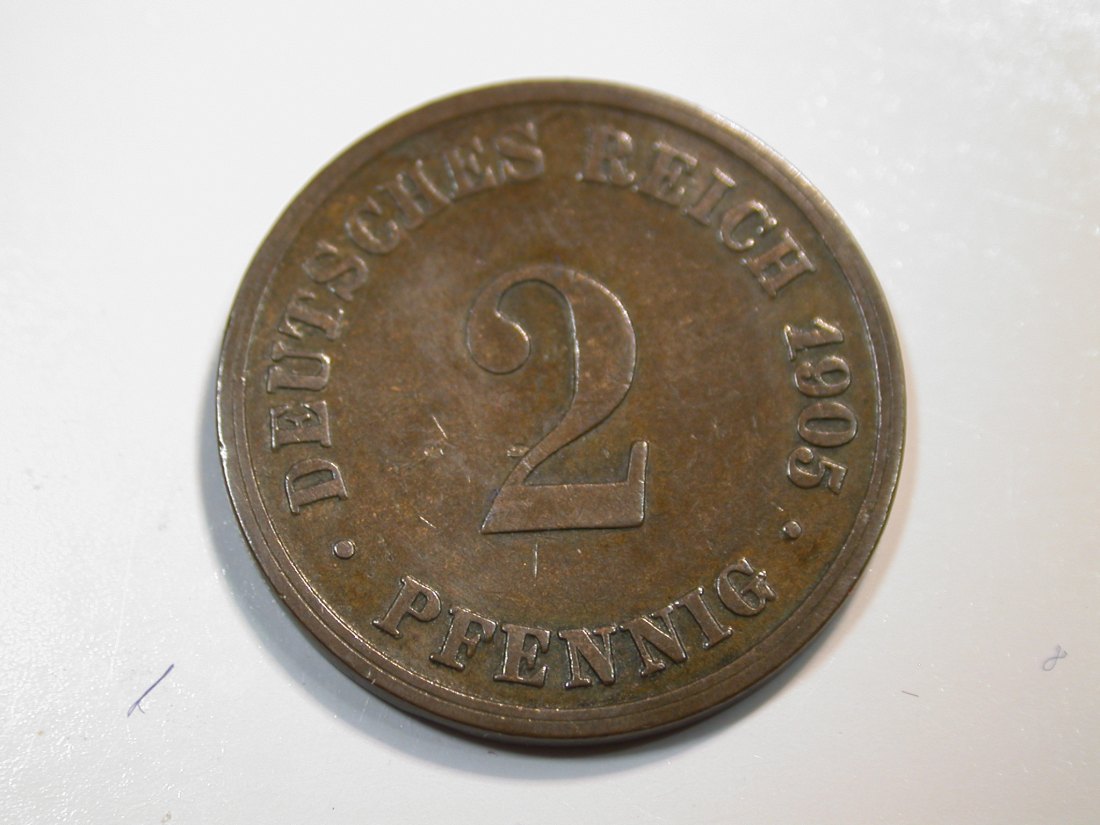 DEUTSCHES REICH 1905
2
· PFENNIG ·